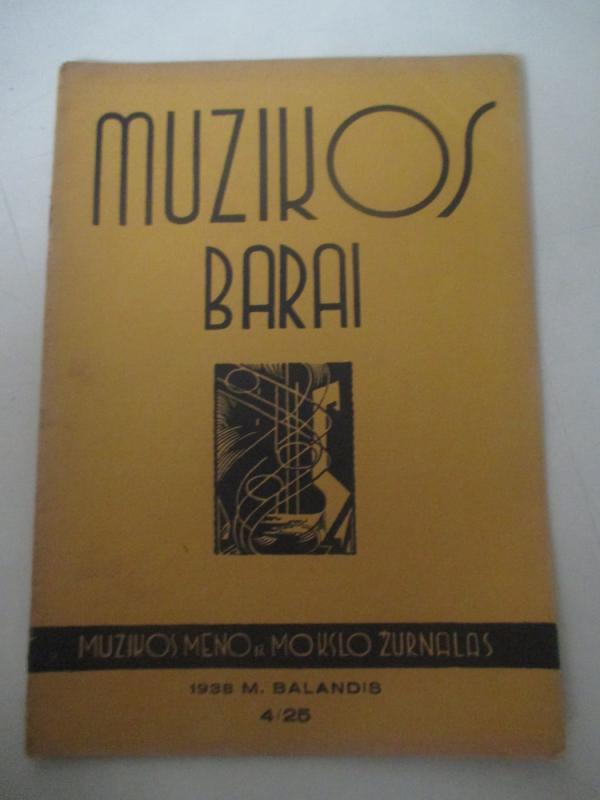 MUZIKOS
BARAI
MUZIKOS MENO IR MOKSLO ŽURNALAS
1938 M. BALANDIS
4/25